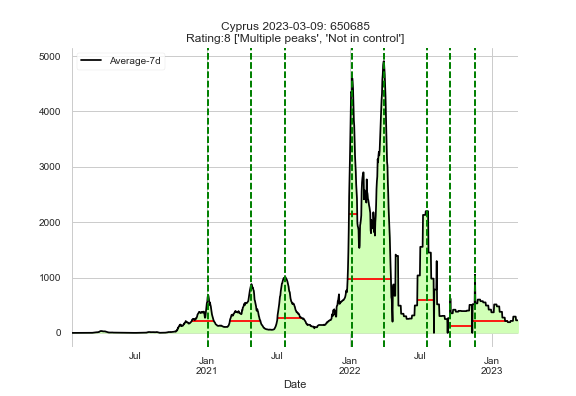 Cyprus 2023-03-09: 650685
Rating:8 ['Multiple peaks', 'Not in control']
Average-7d
5000
4000
3000
2000
1000
0
Jul
Jan
2021
Jul
Jan
2022
Jul
Jan
2023
Date